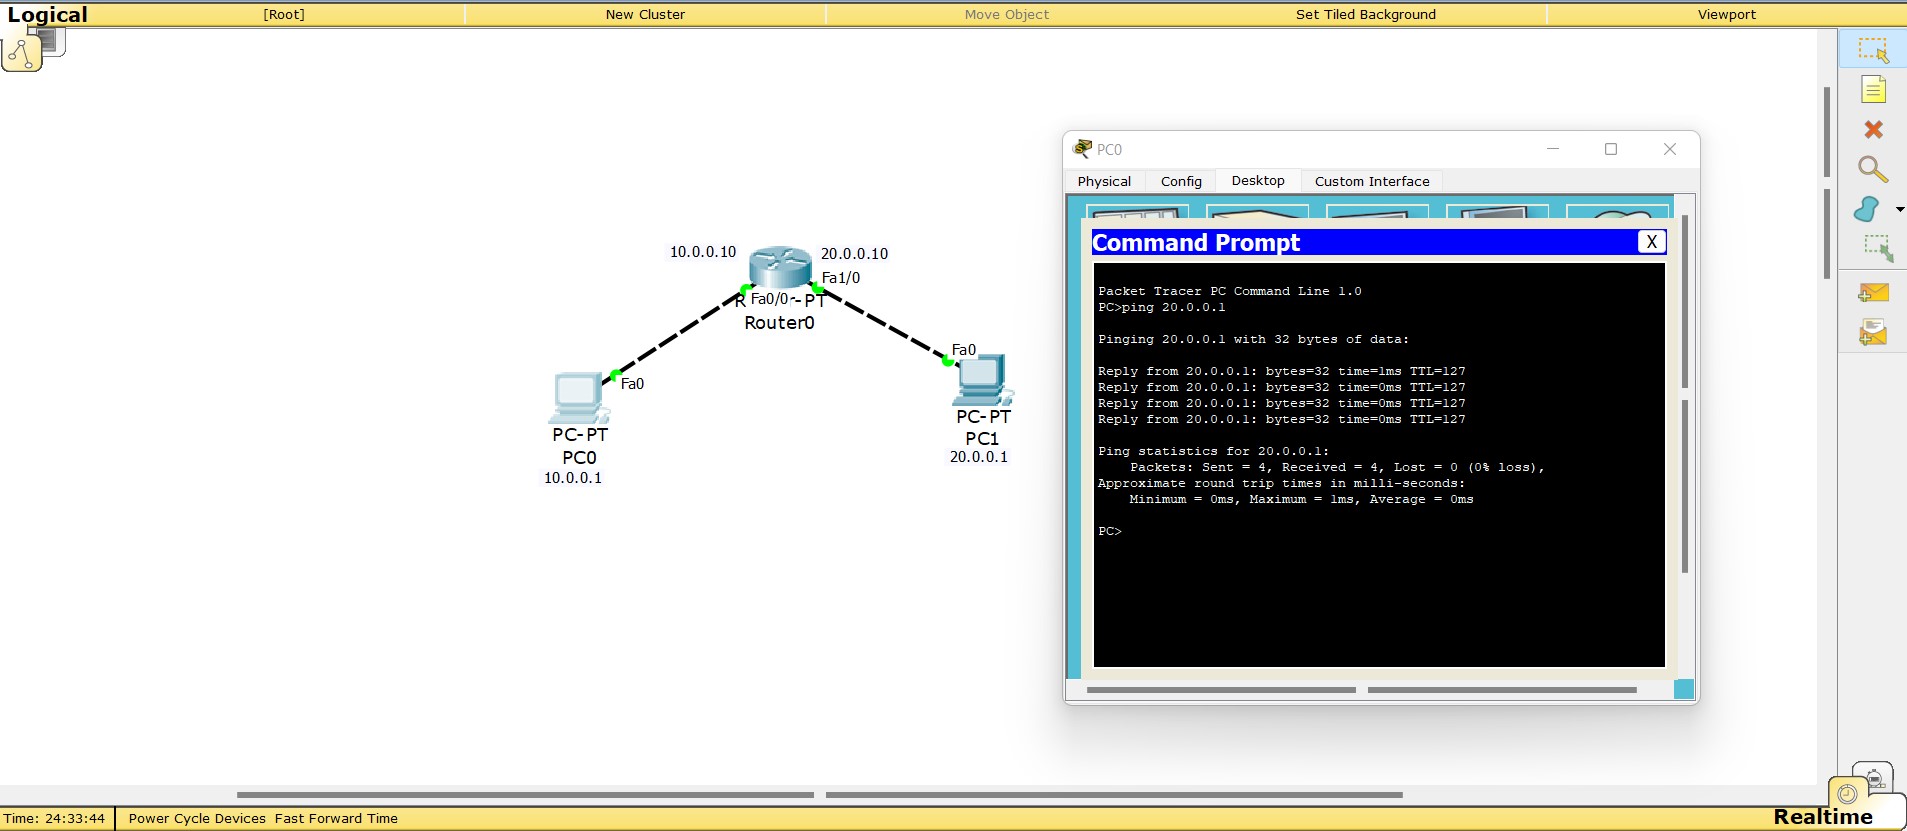 Logical
[Root]
New Cluster
Move Object
Set Tiled Background
Viewport
10.0.0.10
20.0.0.10
Fa1/0
Fa0/0
-PT
Router0
Fa0
PC-PT
PC0
10.0.0.1
Fa0
PC-PT
PC1
20.0.0.1
PC0
Physical
Config
Desktop
Custom Interface
Command Prompt
X
Packet Tracer PC Command Line 1.0
PC>ping 20.0.0.1
Pinging 20.0.0.1 with 32 bytes of data:
Reply from 20.0.0.1: bytes=32 time=1ms TTL=127
Reply from 20.0.0.1: bytes=32 time=0ms TTL=127
Reply from 20.0.0.1: bytes=32 time=0ms TTL=127
Reply from 20.0.0.1: bytes=32 time=0ms TTL=127
Ping statistics for 20.0.0.1:
Packets: Sent = 4, Received = 4, Lost = 0 (0% loss),
Approximate round trip times in milli-seconds:
Minimum = 0ms, Maximum = 1ms, Average = 0ms
PC>
Time: 24:33:44
Power Cycle Devices Fast Forward Time
Realtime